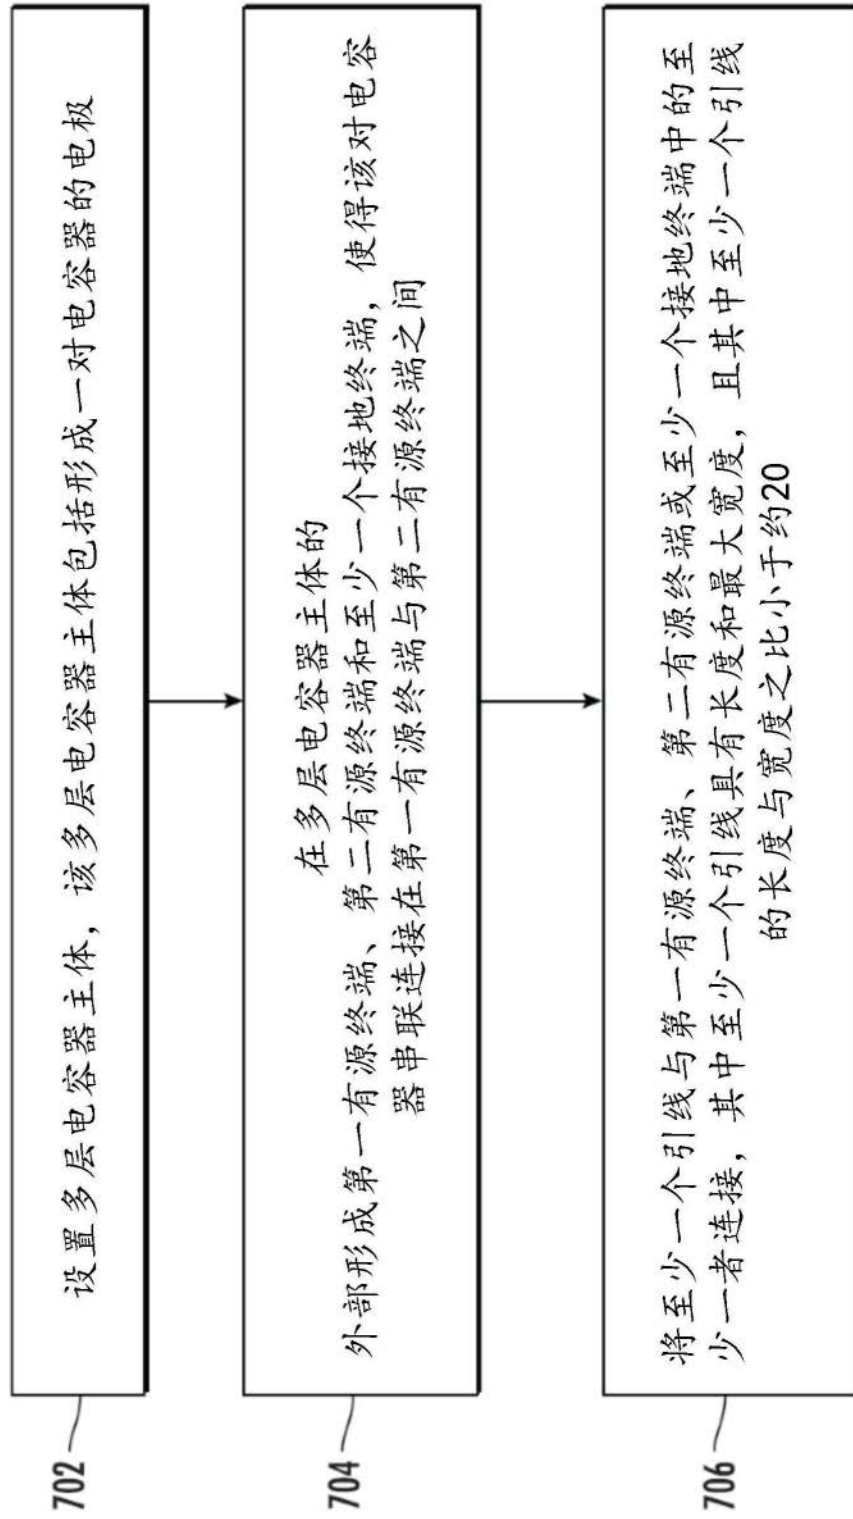 702
设置多层电容器主体，该多层电容器主体包括形成一对电容器的电极
704
在多层电容器主体的
外部形成第一有源终端、第二有源终端和至少一个接地终端，使得该对电容
器串联连接在第一有源终端与第二有源终端之间
706
将至少一个引线与第一有源终端、第二有源终端或至少一个接地终端中的至
少一者连接，其中至少一个引线具有长度和最大宽度，且其中至少一个引线
的长度与宽度之比小于约20